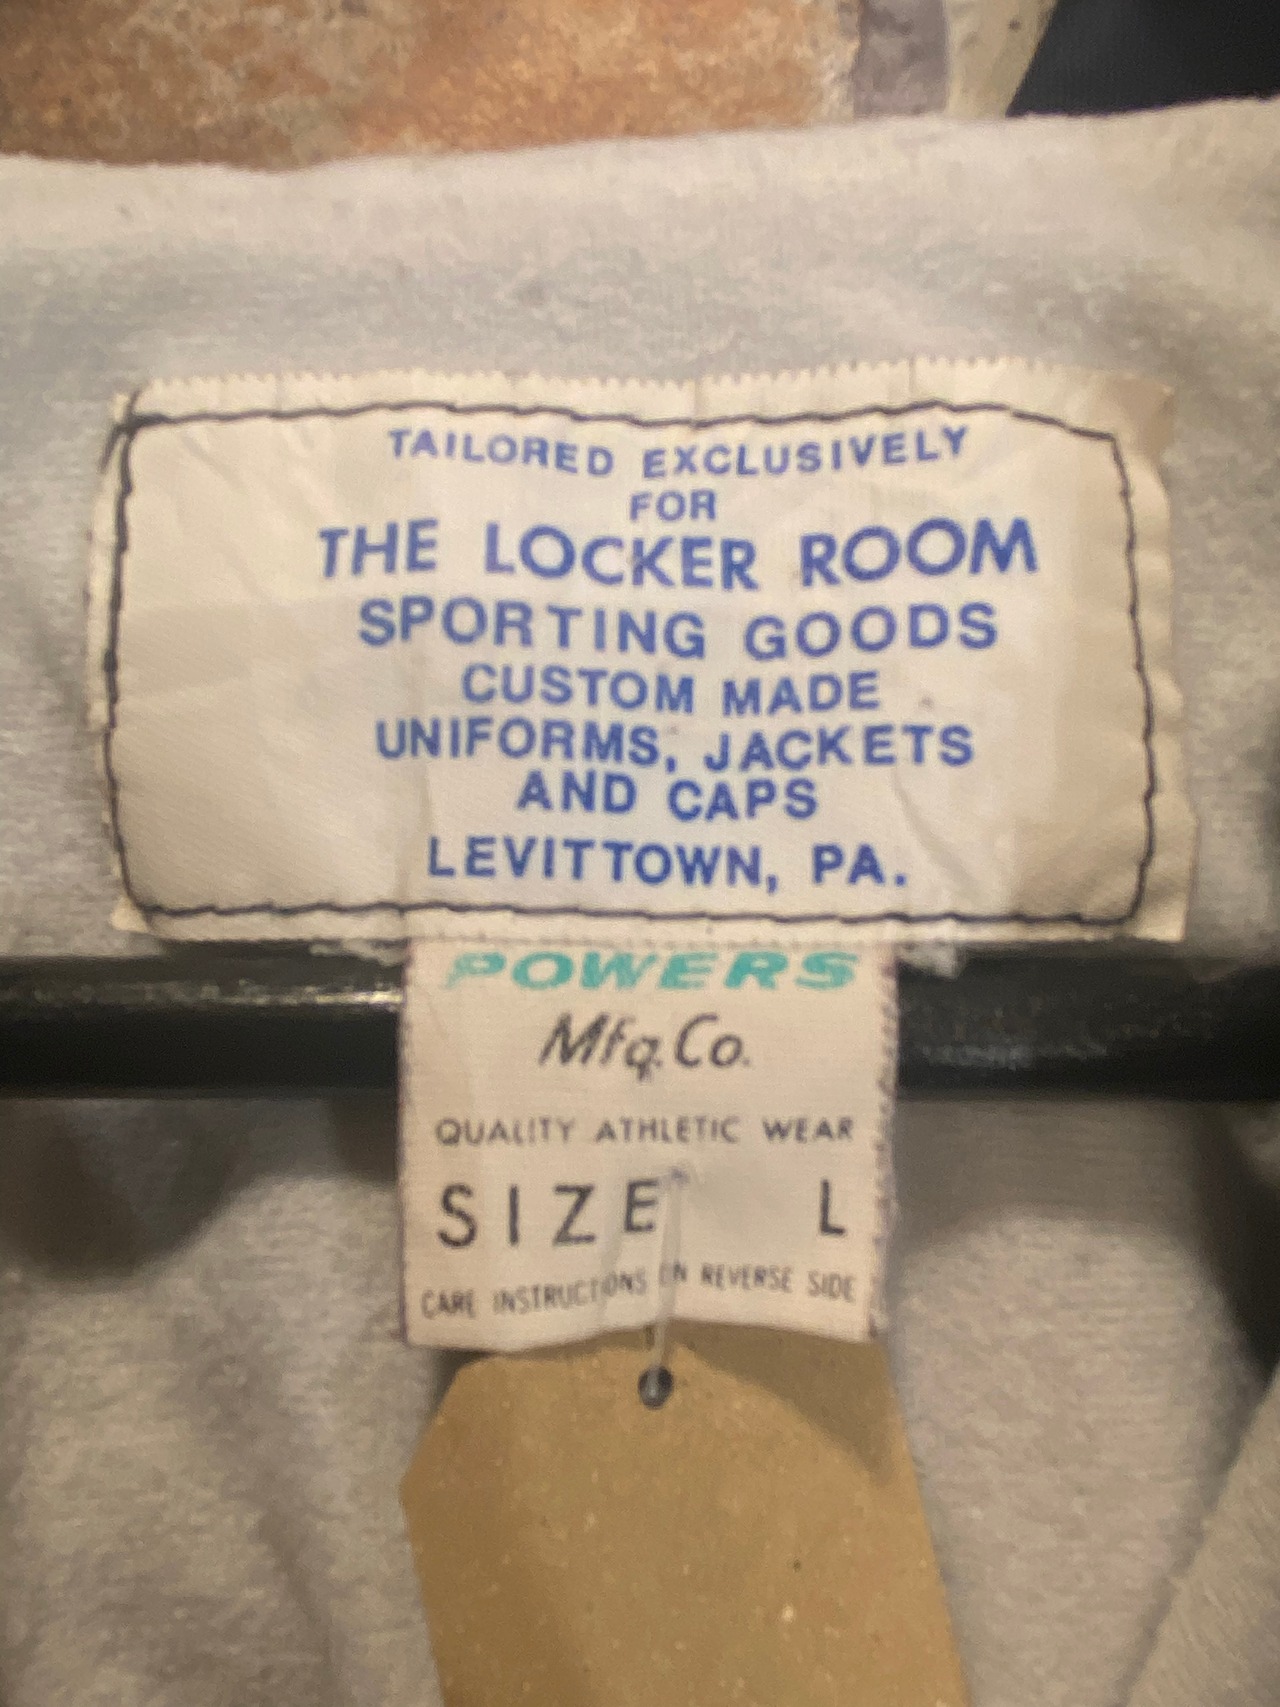 TAILORED EXCLUSIVELY
FOR
THE LOCKER ROOM
SPORTING GOODS
CUSTOM MADE
UNIFORMS, JACKETS
AND CAPS
LEVITTOWN, PA.
POWERS
Mfg. Co.
QUALITY ATHLETIC WEAR
SIZE L
CARE INSTRUCTIONS ON REVERSE SIDE